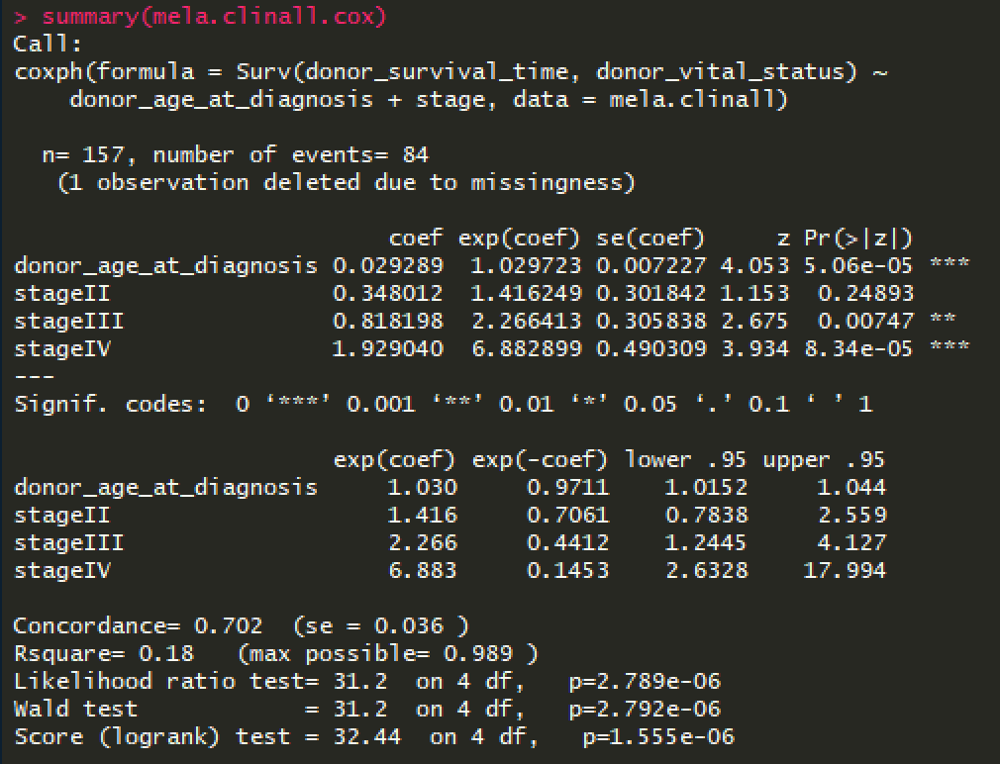 > summary(mela.clinall.cox)
Call:
coxph(formula = Surv(donor_survival_time, donor_vital_status) ~
    donor_age_at_diagnosis + stage, data = mela.clinall)

  n= 157, number of events= 84
   (1 observation deleted due to missingness)

                           coef exp(coef) se(coef)     z Pr(>|z|)
donor_age_at_diagnosis 0.029289  1.029723 0.007227 4.053 5.06e-05 ***
stageII                0.348012  1.416249 0.301842 1.153  0.24893
stageIII               0.818198  2.266413 0.305838 2.675  0.00747 **
stageIV                1.929040  6.882899 0.490309 3.934 8.34e-05 ***
---
Signif. codes:  0 ‘***’ 0.001 ‘**’ 0.01 ‘*’ 0.05 ‘.’ 0.1 ‘ ’ 1

                       exp(coef) exp(-coef) lower .95 upper .95
donor_age_at_diagnosis     1.030     0.9711    1.0152     1.044
stageII                    1.416     0.7061    0.7838     2.559
stageIII                   2.266     0.4412    1.2445     4.127
stageIV                    6.883     0.1453    2.6328    17.994

Concordance= 0.702  (se = 0.036 )
Rsquare= 0.18   (max possible= 0.989 )
Likelihood ratio test= 31.2  on 4 df,   p=2.789e-06
Wald test            = 31.2  on 4 df,   p=2.792e-06
Score (logrank) test = 32.44  on 4 df,   p=1.555e-06